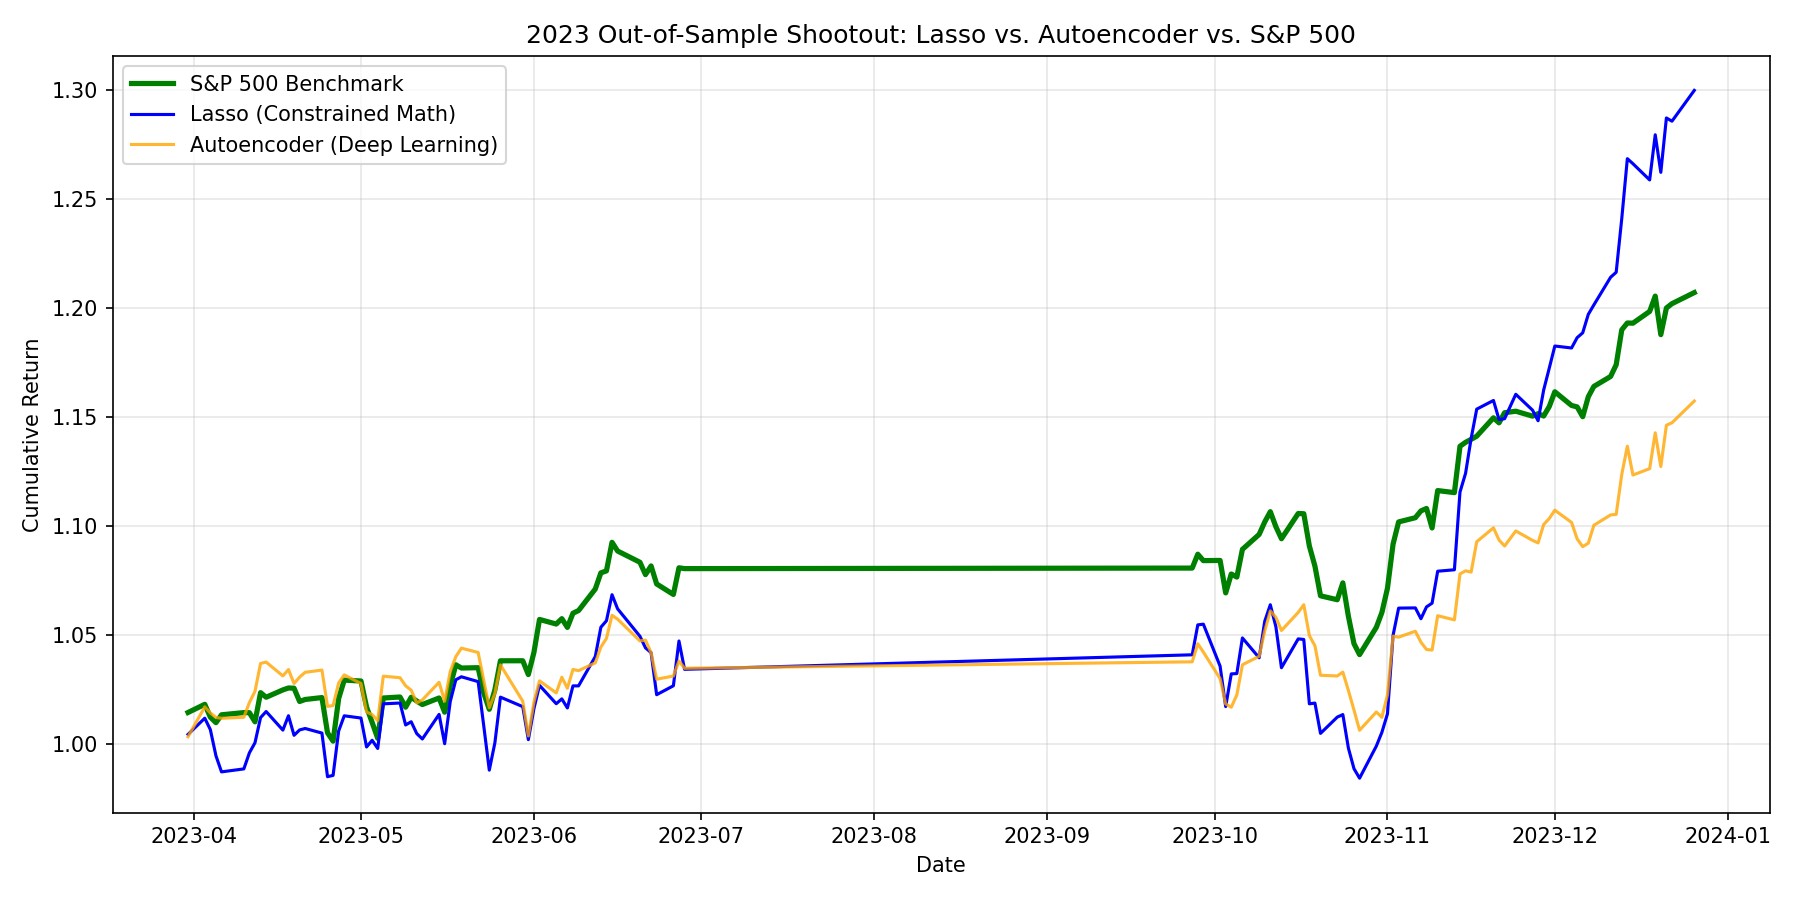 2023 Out-of-Sample Shootout: Lasso vs. Autoencoder vs. S&P 500
S&P 500 Benchmark
Lasso (Constrained Math)
Autoencoder (Deep Learning)
Cumulative Return
1.30
1.25
1.20
1.15
1.10
1.05
1.00
2023-04 2023-05 2023-06 2023-07 2023-08 2023-09 2023-10 2023-11 2023-12 2024-01
Date